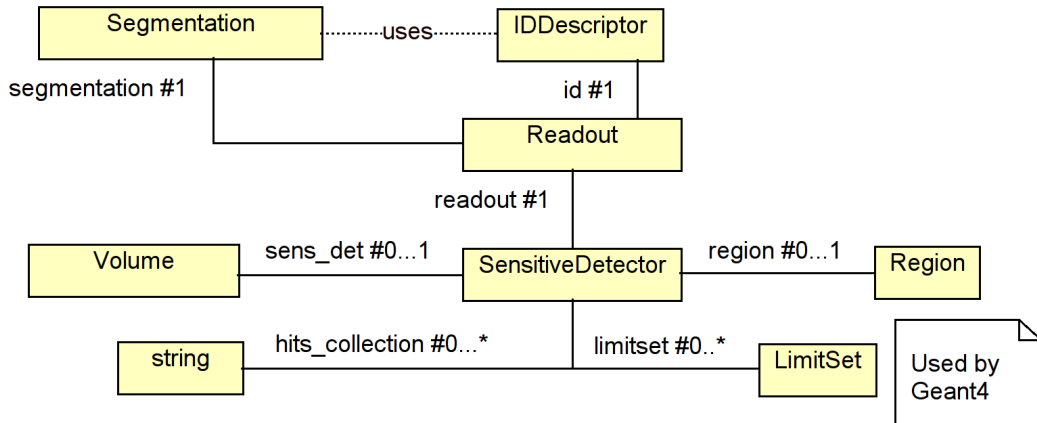 Segmentation
uses
IDDescriptor
segmentation #1
id #1
Readout
readout #1
Volume
sens_det #0...1
SensitiveDetector
region #0...1
Region
string
hits_collection #0...*
limitset #0..*
LimitSet
Used by
Geant4